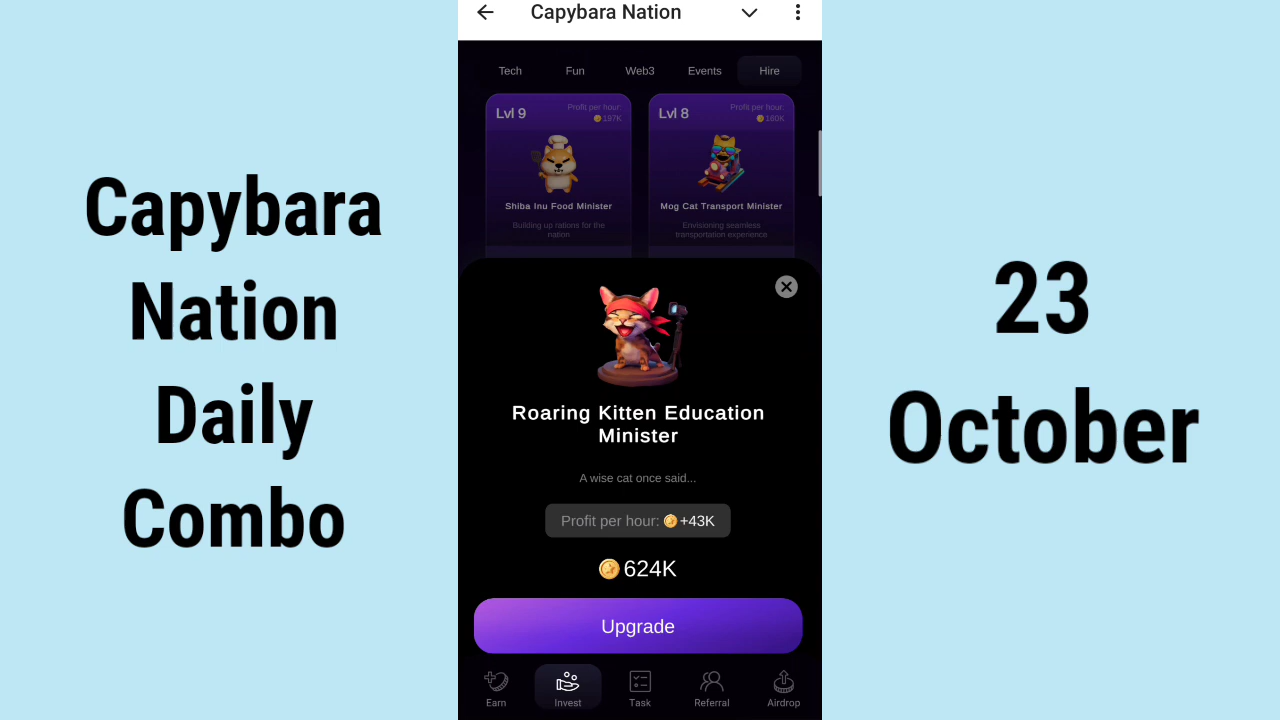 Capybara
Nation
Daily
Combo
Capybara Nation
Tech Fun Web3 Events Hire
Lvl 9
Profit per hour:
197K
Shiba Inu Food Minister
Building up rations for the
nation
Lvl 8
Profit per hour:
160K
Mog Cat Transport Minister
Envisioning seamless
transportation experience
Roaring Kitten Education
Minister
A wise cat once said...
Profit per hour: +43K
624K
Upgrade
Earn Invest Task Referral Airdrop
23
October